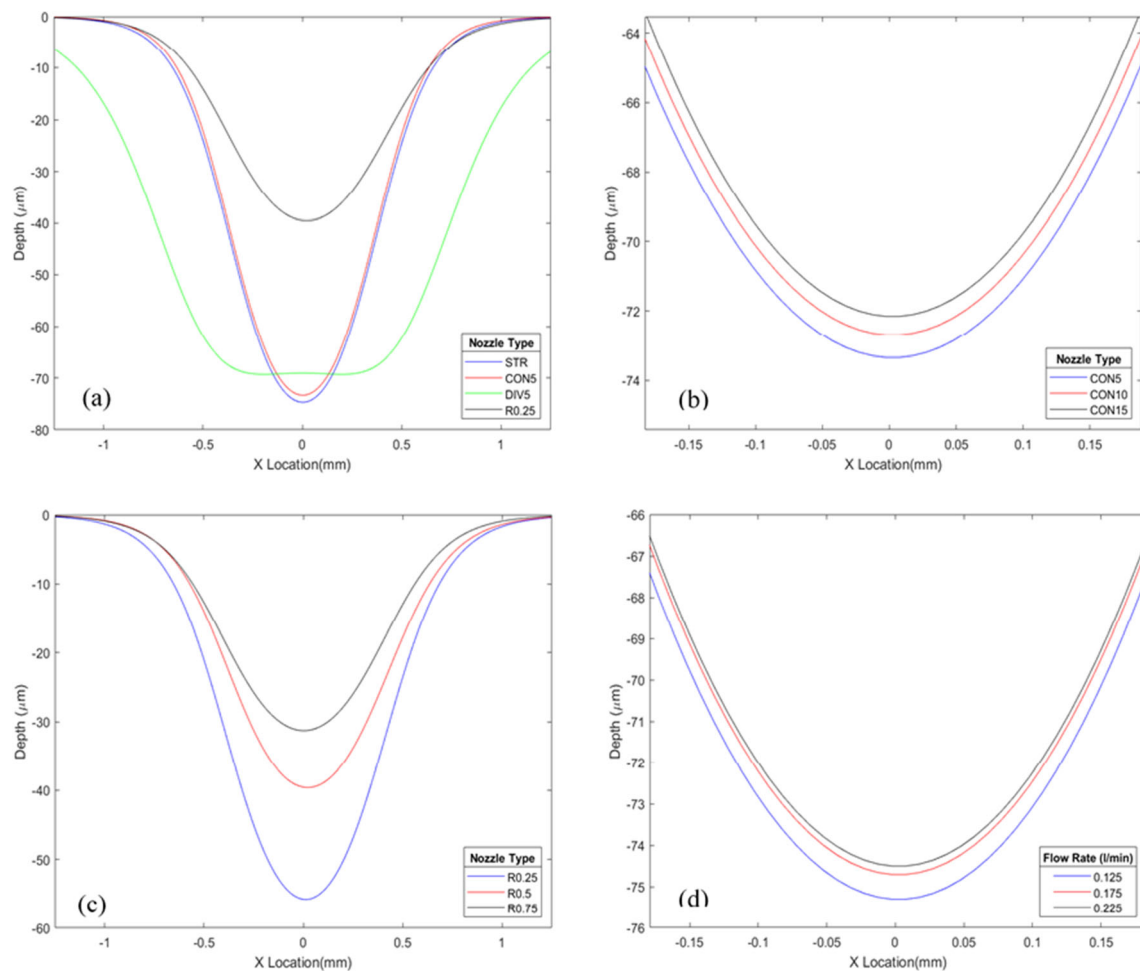 0
-10
-20
-30
-40
-50
-60
-70
-80
Depth (μm)
-1
-0.5
0
0.5
1
X Location(mm)
(a)
Nozzle Type
STR
CON5
DIV5
R0.25
-64
-66
-68
-70
-72
-74
Depth (μm)
-0.15
-0.1
-0.05
0
0.05
0.1
0.15
X Location(mm)
(b)
Nozzle Type
CON5
CON10
CON15
0
-10
-20
-30
-40
-50
-60
Depth (μm)
-1
-0.5
0
0.5
1
X Location(mm)
(c)
Nozzle Type
R0.25
R0.5
R0.75
-66
-67
-68
-69
-70
-71
-72
-73
-74
-75
-76
Depth (μm)
-0.15
-0.1
-0.05
0
0.05
0.1
0.15
X Location(mm)
(d)
Flow Rate (l/min)
0.125
0.175
0.225